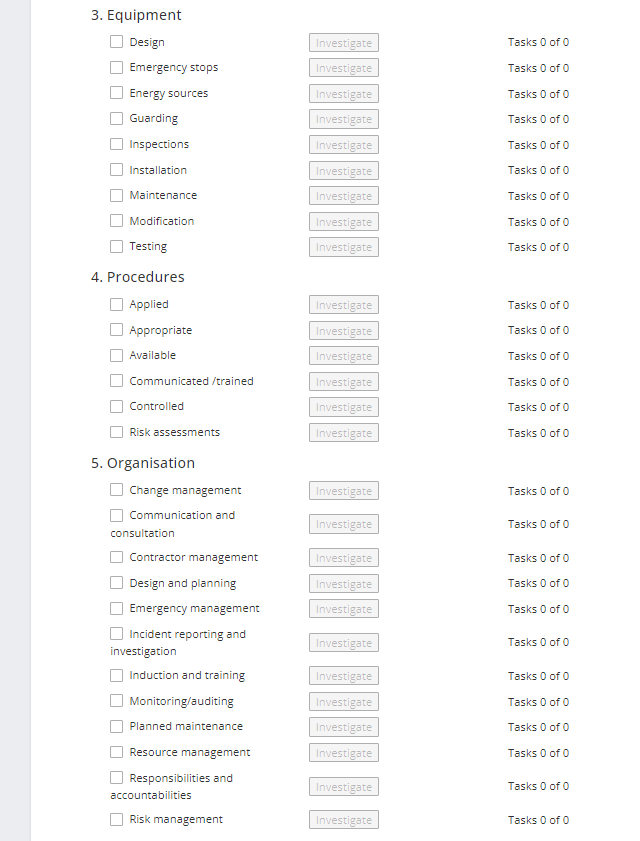 3. Equipment
Design Investigate Tasks 0 of 0
Emergency stops Investigate Tasks 0 of 0
Energy sources Investigate Tasks 0 of 0
Guarding Investigate Tasks 0 of 0
Inspections Investigate Tasks 0 of 0
Installation Investigate Tasks 0 of 0
Maintenance Investigate Tasks 0 of 0
Modification Investigate Tasks 0 of 0
Testing Investigate Tasks 0 of 0
4. Procedures
Applied Investigate Tasks 0 of 0
Appropriate Investigate Tasks 0 of 0
Available Investigate Tasks 0 of 0
Communicated /trained Investigate Tasks 0 of 0
Controlled Investigate Tasks 0 of 0
Risk assessments Investigate Tasks 0 of 0
5. Organisation
Change management Investigate Tasks 0 of 0
Communication and
consultation Investigate Tasks 0 of 0
Contractor management Investigate Tasks 0 of 0
Design and planning Investigate Tasks 0 of 0
Emergency management Investigate Tasks 0 of 0
Incident reporting and
investigation Investigate Tasks 0 of 0
Induction and training Investigate Tasks 0 of 0
Monitoring/auditing Investigate Tasks 0 of 0
Planned maintenance Investigate Tasks 0 of 0
Resource management Investigate Tasks 0 of 0
Responsibilities and
accountabilities Investigate Tasks 0 of 0
Risk management Investigate Tasks 0 of 0